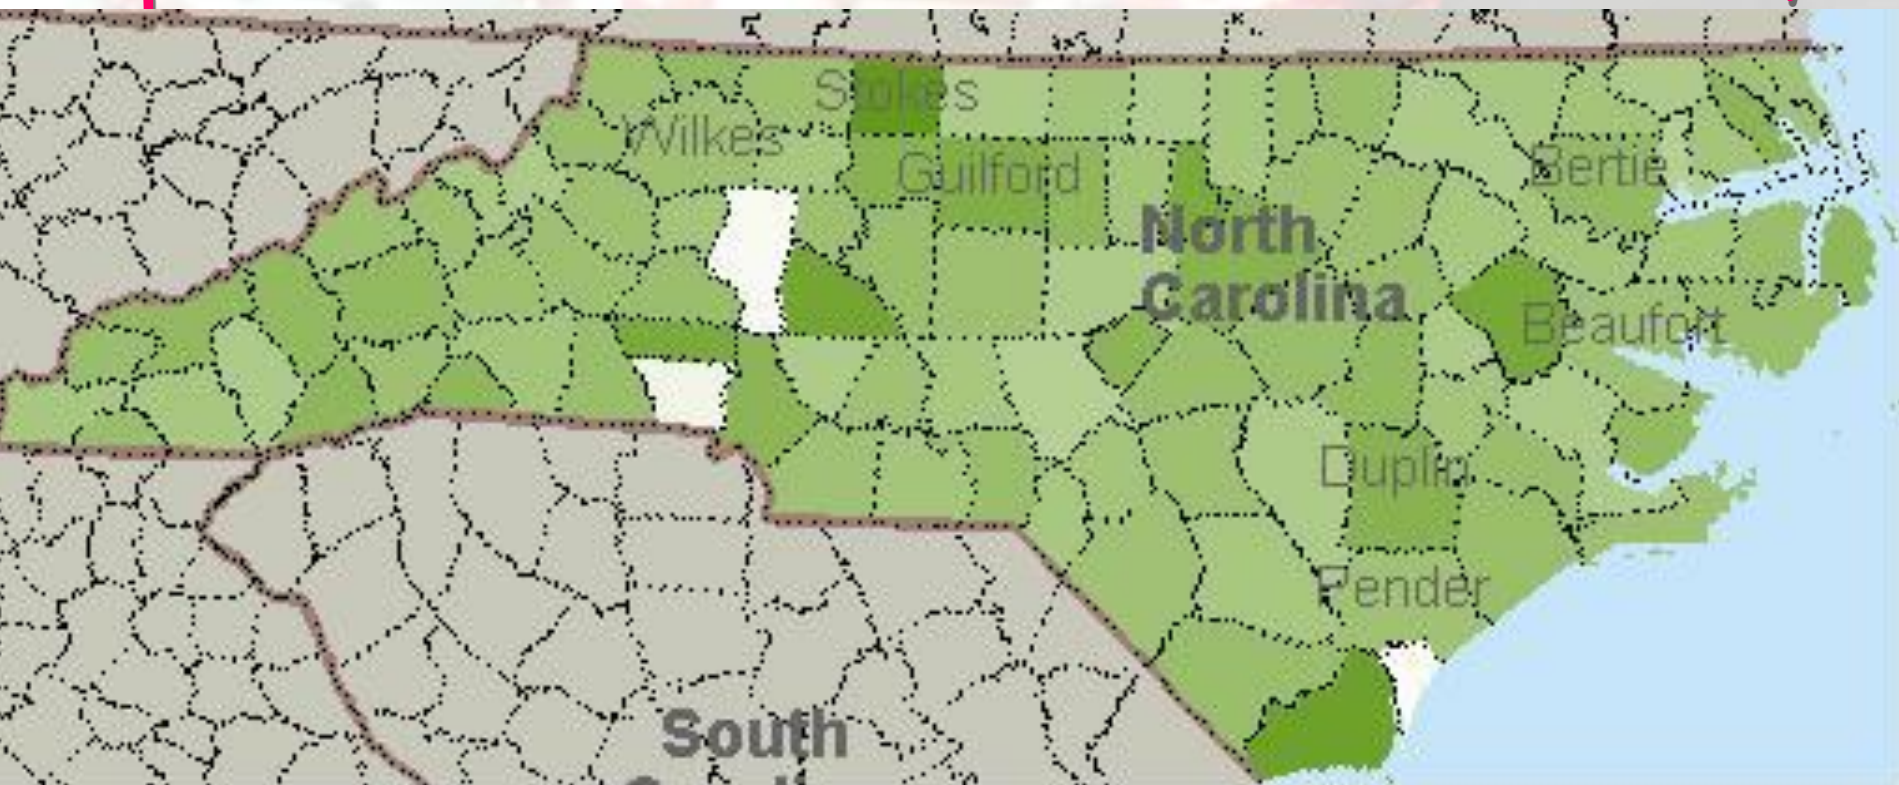 Stokes
Wilkes
Guilford
Bertie
North
Carolina
Beaufort
Duplin
Pender
South